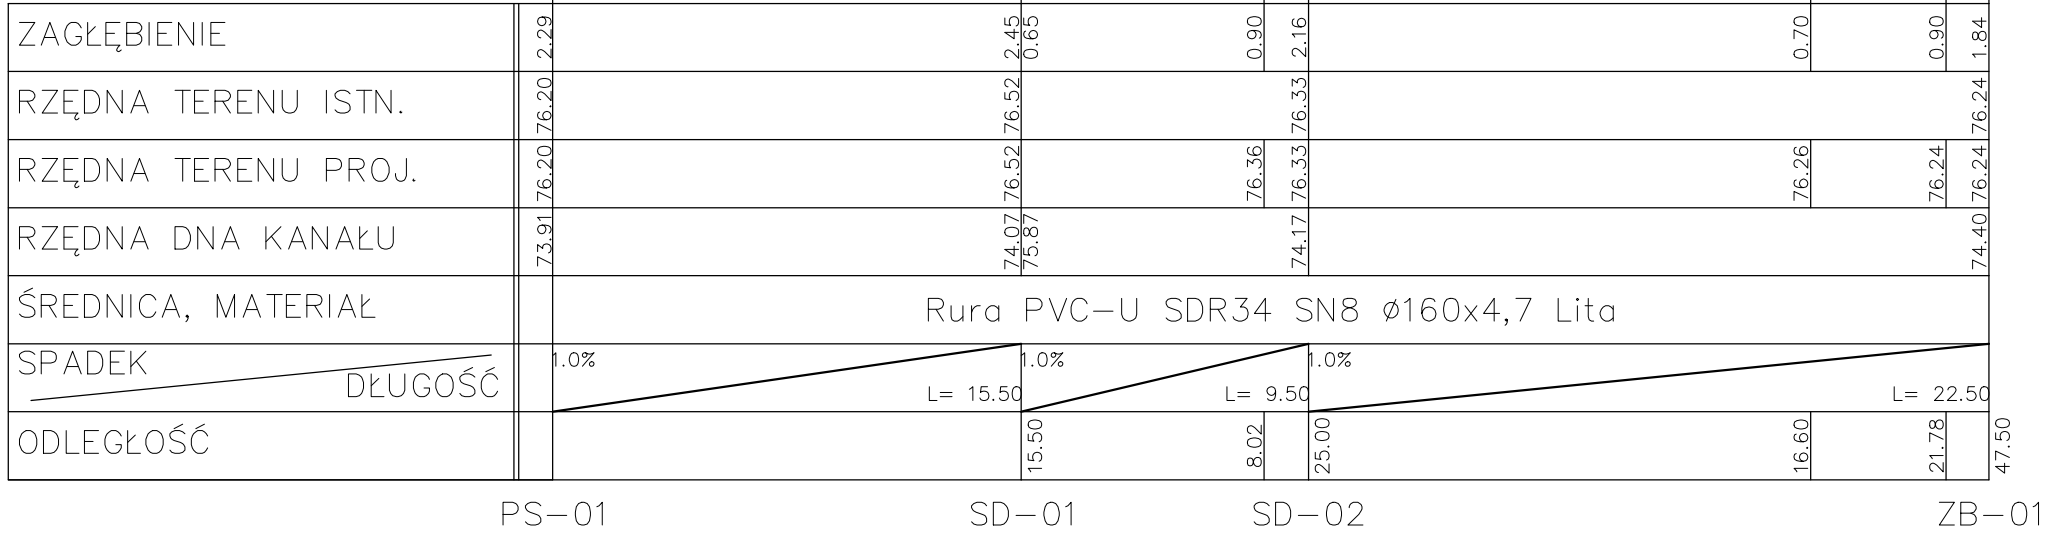 ZAGŁĘBIENIE 2.29 2.45 0.65 0.90 2.16 0.70 0.90 1.84
RZĘDNA TERENU ISTN. 76.20 76.52 76.33 76.24
RZĘDNA TERENU PROJ. 76.20 76.52 76.36 76.33 76.26 76.24 76.24
RZĘDNA DNA KANAŁU 73.91 74.07 75.87 74.17 74.40
ŚREDNICA, MATERIAŁ Rura PVC-U SDR34 SN8 ø160x4,7 Lita
SPADEK 1.0% 1.0% 1.0%
DŁUGOŚĆ L= 15.50 L= 9.50 L= 22.50
ODLEGŁOŚĆ 15.50 8.02 25.00 16.60 21.78 47.50
PS-01 SD-01 SD-02 ZB-01